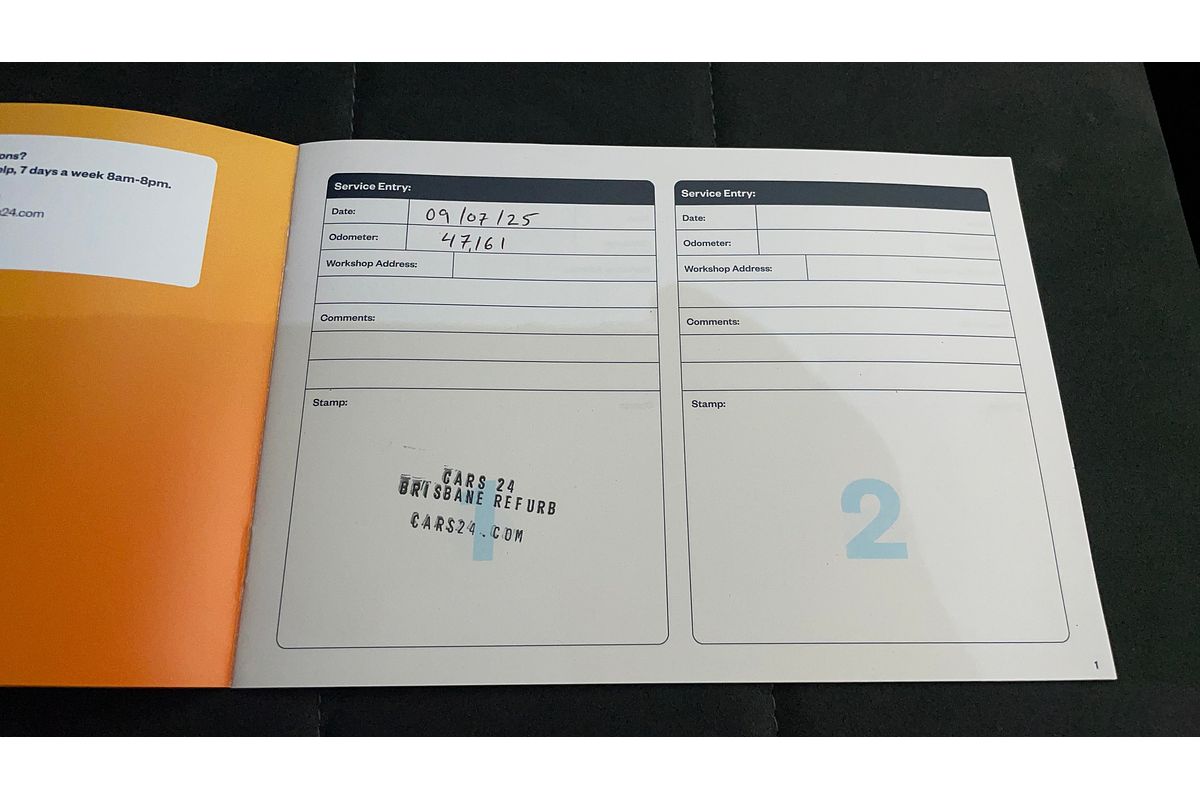 ons?
elp, 7 days a week 8am-8pm.
24.com
Service Entry:
Date: 09/07/25
Odometer: 47,161
Workshop Address:
Comments:
Stamp:
1
CARS 24
BRISBANE REFURB
CARS24.COM
Service Entry:
Date:
Odometer:
Workshop Address:
Comments:
Stamp:
2
1